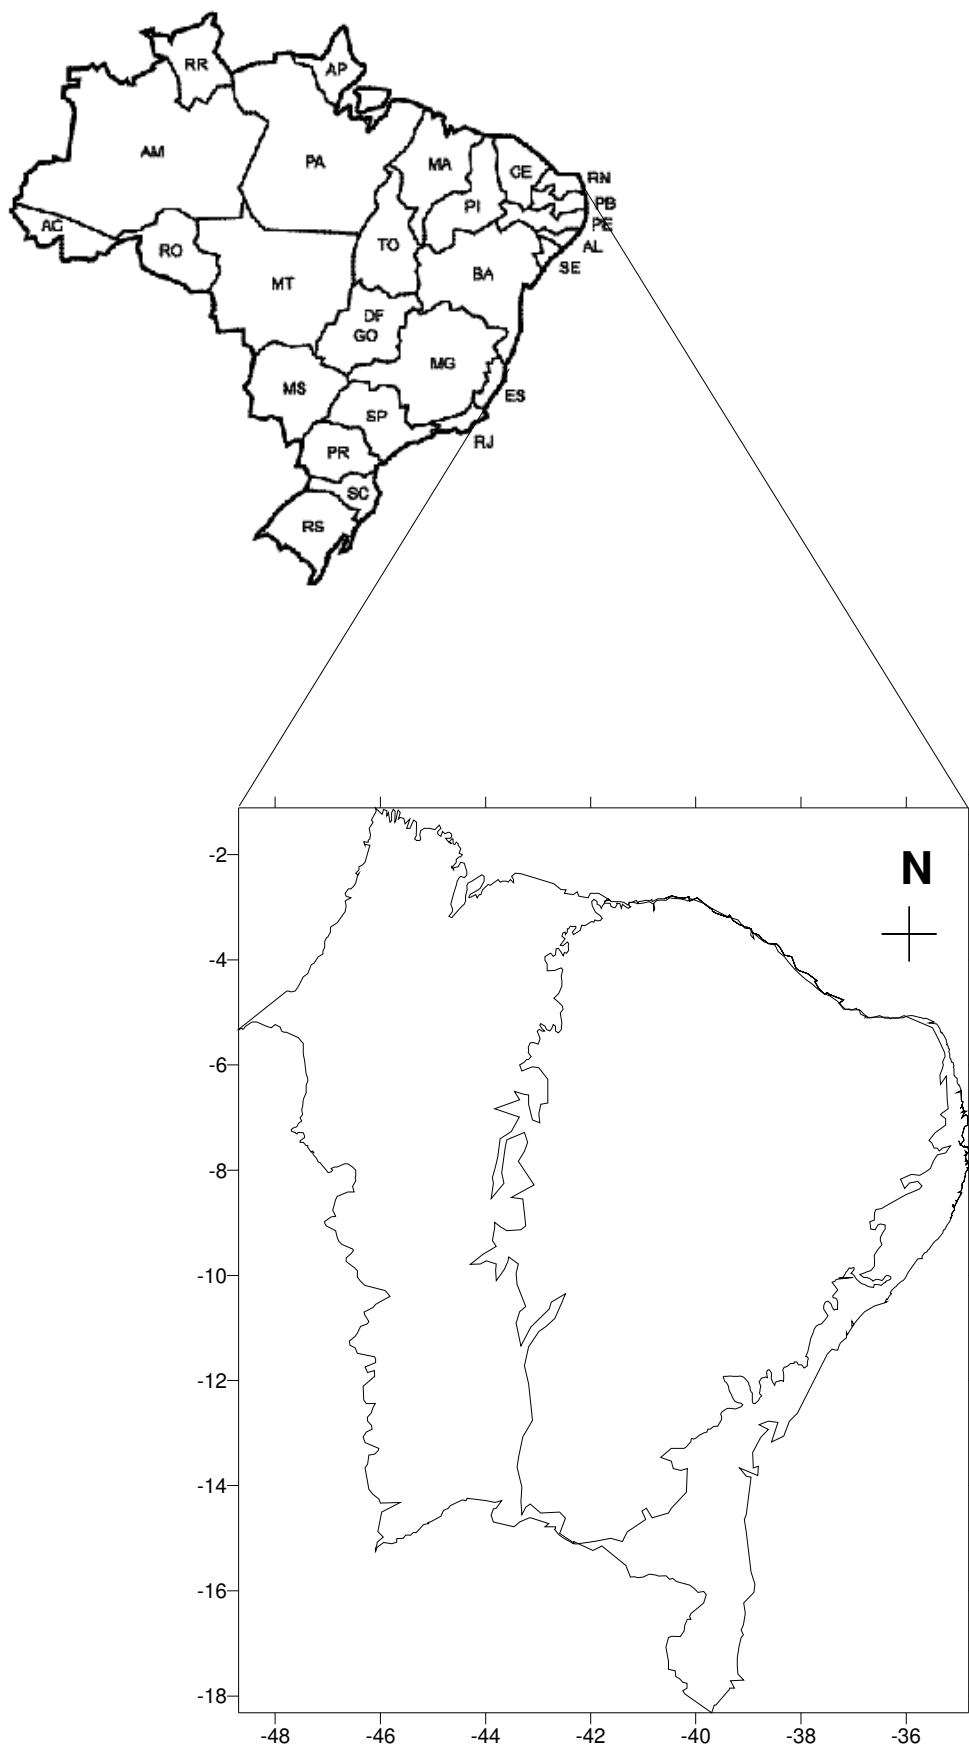 RR
AP
AM
PA
MA
CE
RN
PB
PI
PE
AC
TO
AL
RO
SE
BA
MT
DF
GO
MG
MS
ES
SP
RJ
PR
SC
RS
N
-2
-4
-6
-8
-10
-12
-14
-16
-18
-48 -46 -44 -42 -40 -38 -36